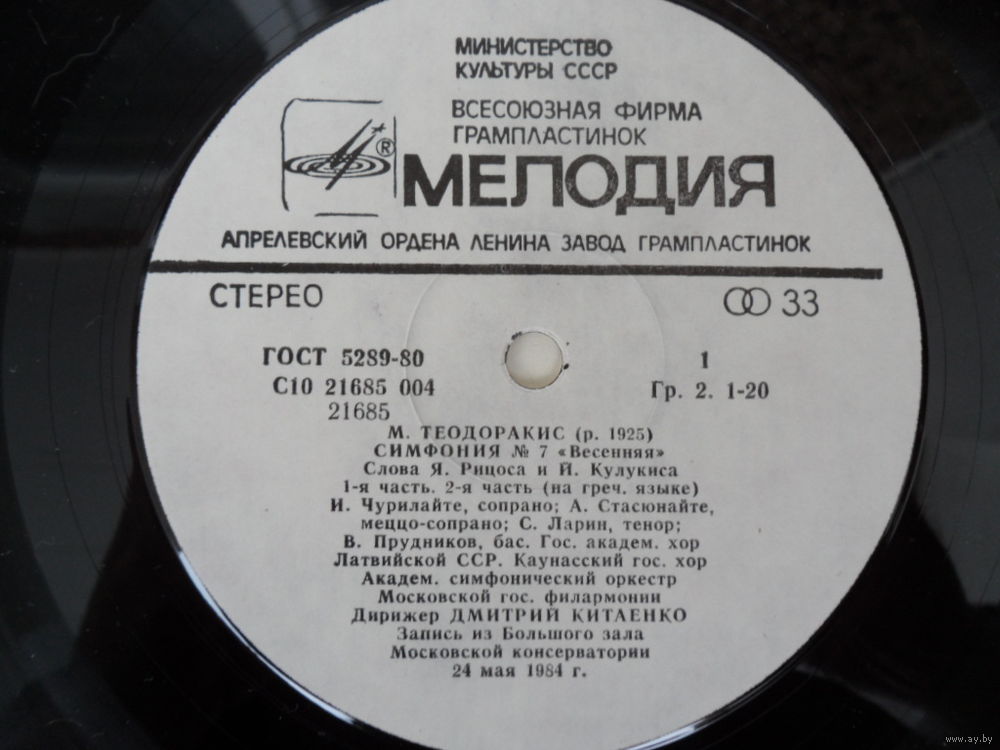 МИНИСТЕРСТВО
КУЛЬТУРЫ СССР
ВСЕСОЮЗНАЯ ФИРМА
ГРАМПЛАСТИНОК
®
МЕЛОДИЯ
АПРЕЛЕВСКИЙ ОРДЕНА ЛЕНИНА ЗАВОД ГРАМПЛАСТИНОК
СТЕРЕО 33
ГОСТ 5289-80 1
С10 21685 004 Гр. 2. 1-20
21685
М. ТЕОДОРАКИС (р. 1925)
СИМФОНИЯ № 7 «Весенняя»
Слова Я. Рицоса и Й. Кулукиса
1-я часть. 2-я часть (на греч. языке)
И. Чурилайте, сопрано; А. Стасюнайте,
меццо-сопрано; С. Ларин, тенор;
В. Прудников, бас. Гос. академ. хор
Латвийской ССР. Каунасский гос. хор
Академ. симфонический оркестр
Московской гос. филармонии
Дирижер ДМИТРИЙ КИТАЕНКО
Запись из Большого зала
Московской консерватории
24 мая 1984 г.
www.ay.by